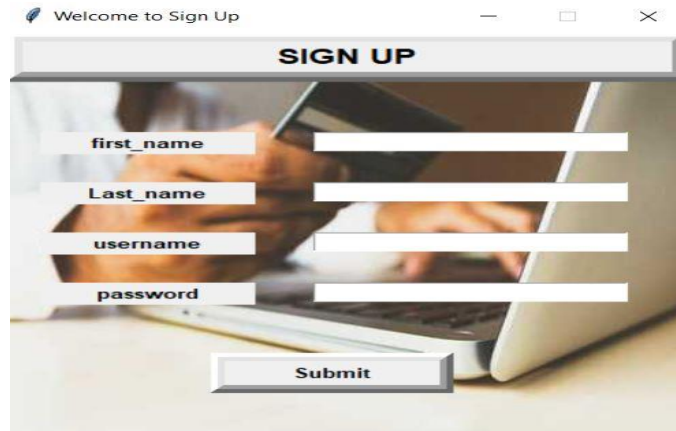 Welcome to Sign Up
SIGN UP
first_name
Last_name
username
password
Submit